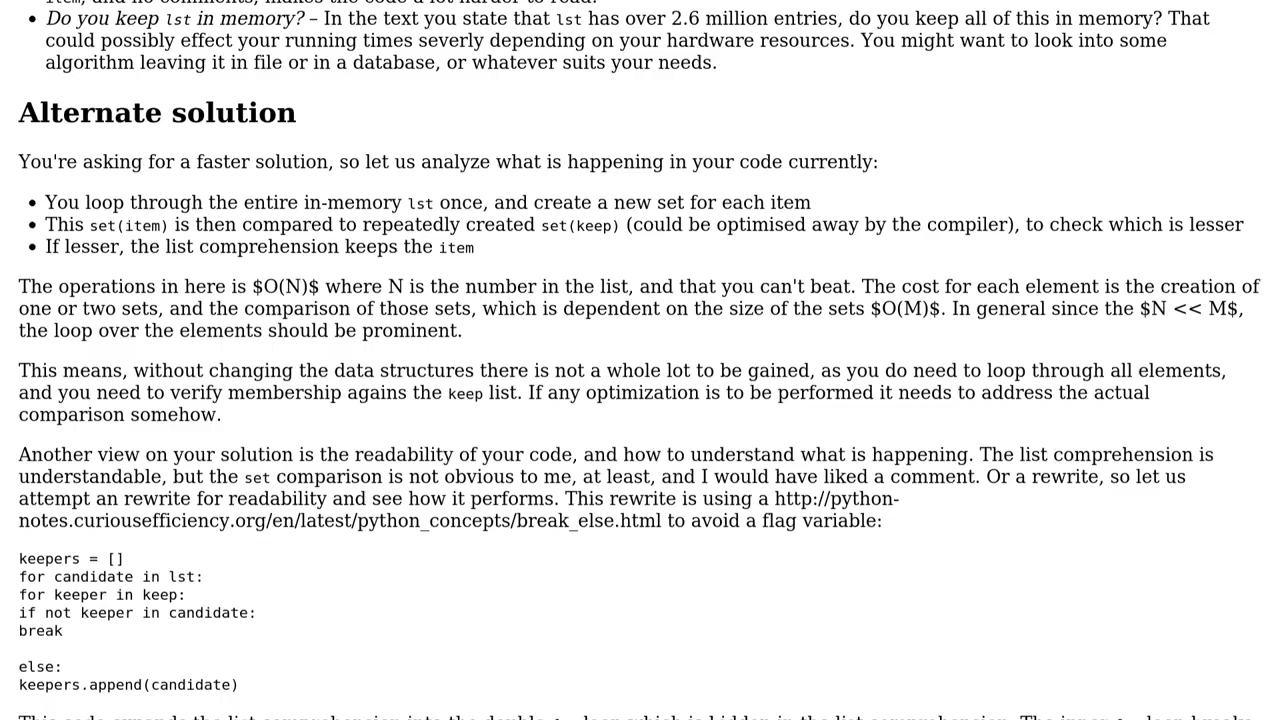 Do you keep lst in memory? – In the text you state that lst has over 2.6 million entries, do you keep all of this in memory? That
could possibly effect your running times severly depending on your hardware resources. You might want to look into some
algorithm leaving it in file or in a database, or whatever suits your needs.
Alternate solution
You're asking for a faster solution, so let us analyze what is happening in your code currently:
You loop through the entire in-memory lst once, and create a new set for each item
This set(item) is then compared to repeatedly created set(keep) (could be optimised away by the compiler), to check which is lesser
If lesser, the list comprehension keeps the item
The operations in here is $O(N)$ where N is the number in the list, and that you can't beat. The cost for each element is the creation of
one or two sets, and the comparison of those sets, which is dependent on the size of the sets $O(M)$. In general since the $N << M$,
the loop over the elements should be prominent.
This means, without changing the data structures there is not a whole lot to be gained, as you do need to loop through all elements,
and you need to verify membership agains the keep list. If any optimization is to be performed it needs to address the actual
comparison somehow.
Another view on your solution is the readability of your code, and how to understand what is happening. The list comprehension is
understandable, but the set comparison is not obvious to me, at least, and I would have liked a comment. Or a rewrite, so let us
attempt an rewrite for readability and see how it performs. This rewrite is using a http://python-
notes.curiousefficiency.org/en/latest/python_concepts/break_else.html to avoid a flag variable:
keepers = []
for candidate in lst:
for keeper in keep:
if not keeper in candidate:
break
else:
keepers.append(candidate)